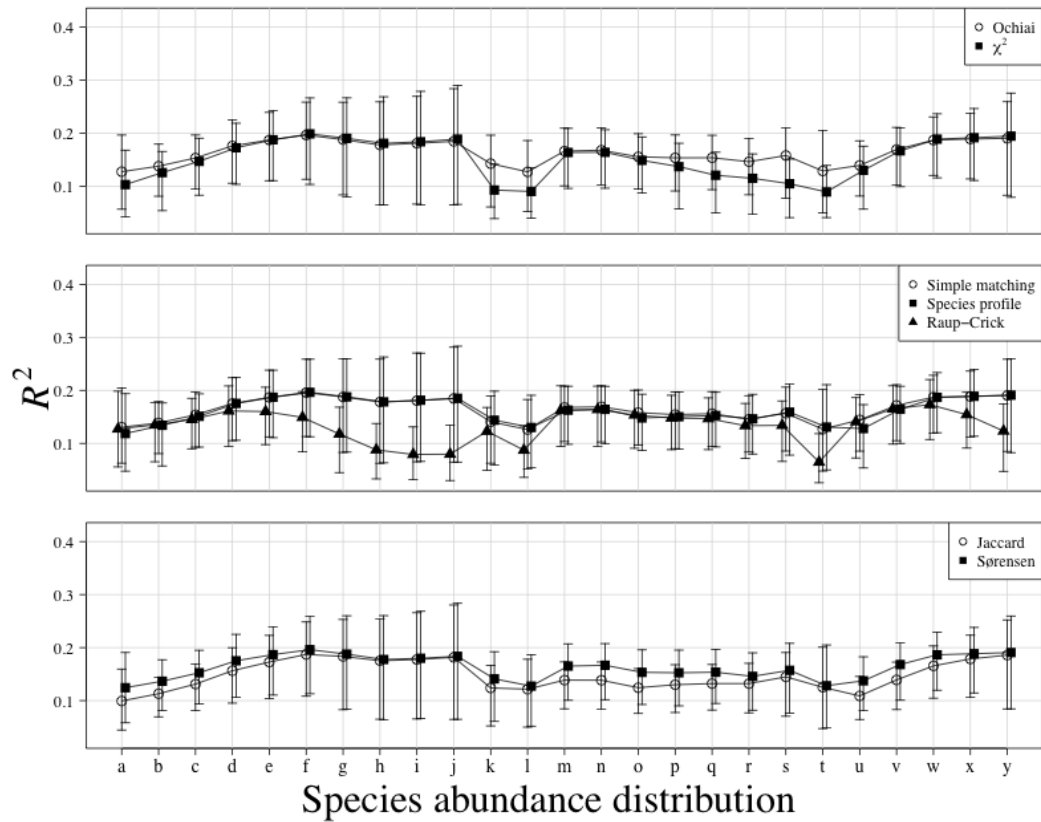 0.4
0.3
0.2
0.1
Ochiai
χ²
0.4
0.3
0.2
0.1
Simple matching
Species profile
Raup−Crick
R²
0.4
0.3
0.2
0.1
Jaccard
Sørensen
a b c d e f g h i j k l m n o p q r s t u v w x y
Species abundance distribution